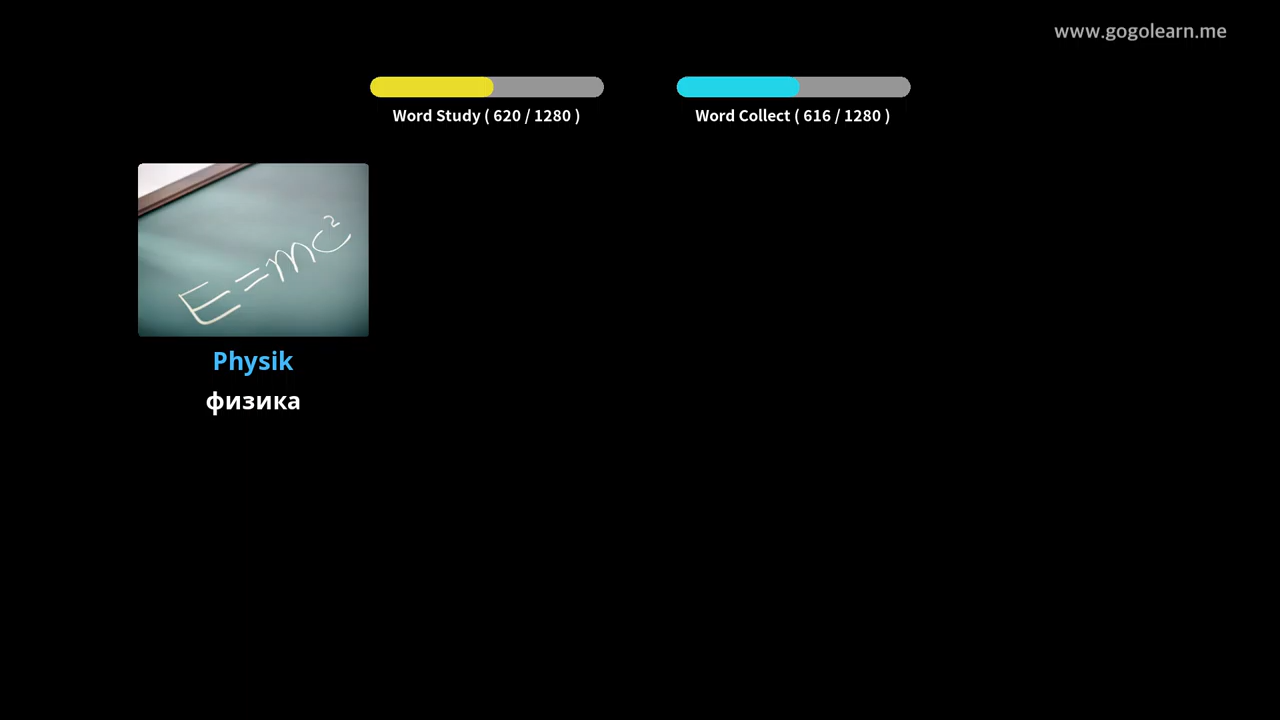 www.gogolearn.me
Word Study ( 620 / 1280 )
Word Collect ( 616 / 1280 )
E=mc²
Physik
физика